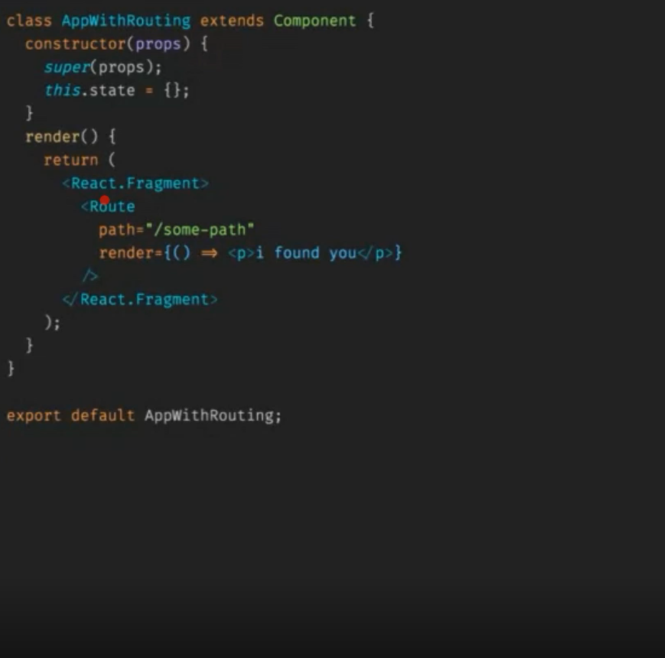 class AppWithRouting extends Component {
  constructor(props) {
    super(props);
    this.state = {};
  }
  render() {
    return (
      <React.Fragment>
        <Route
          path="/some-path"
          render={() => <p>i found you</p>}
        />
      </React.Fragment>
    );
  }
}

export default AppWithRouting;